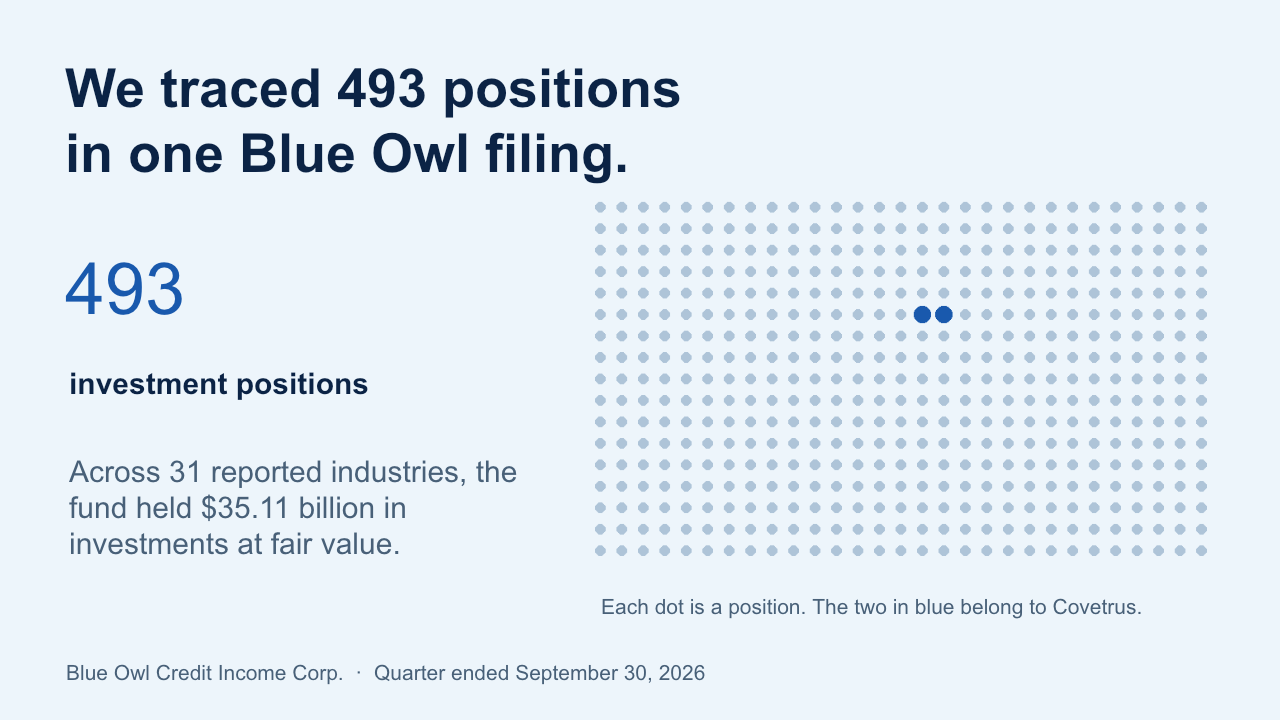 We traced 493 positions
in one Blue Owl filing.
493
investment positions
Across 31 reported industries, the
fund held $35.11 billion in
investments at fair value.
Each dot is a position. The two in blue belong to Covetrus.
Blue Owl Credit Income Corp. · Quarter ended September 30, 2026